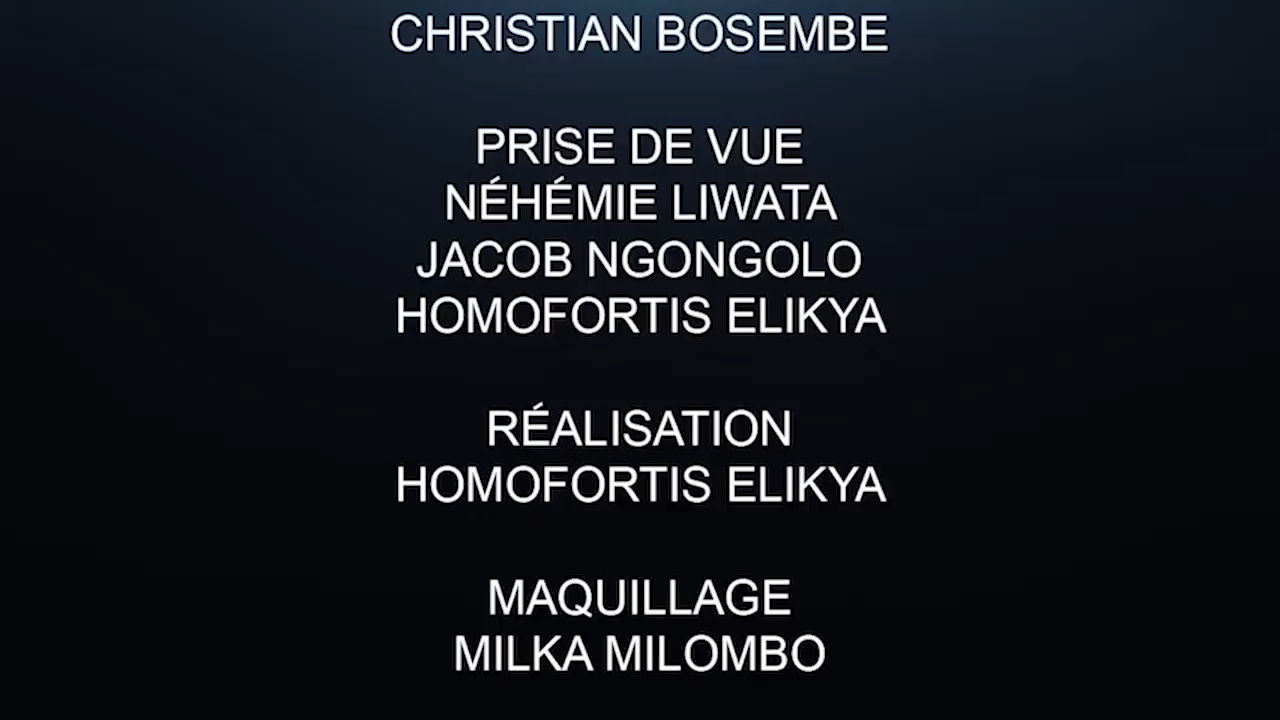 CHRISTIAN BOSEMBE
PRISE DE VUE
NÉHÉMIE LIWATA
JACOB NGONGOLO
HOMOFORTIS ELIKYA
RÉALISATION
HOMOFORTIS ELIKYA
MAQUILLAGE
MILKA MILOMBO